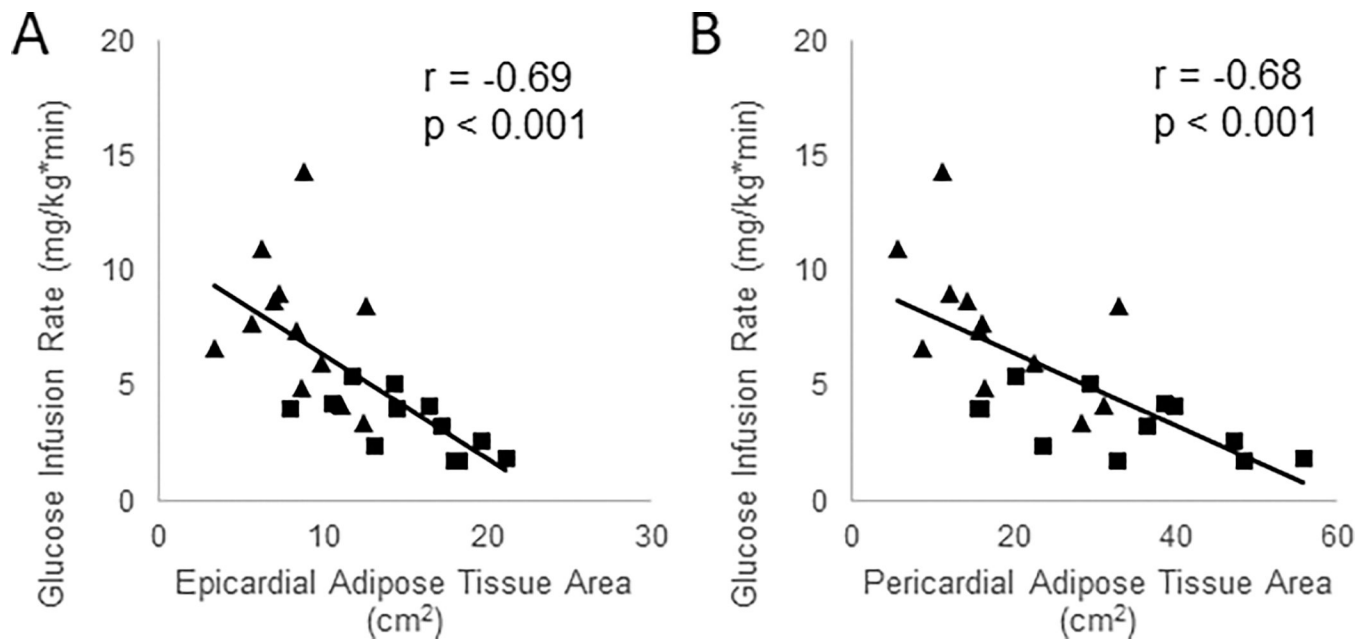 A
Glucose Infusion Rate (mg/kg*min)
20
15
10
5
0
r = -0.69
p < 0.001
0 10 20 30
Epicardial Adipose Tissue Area
(cm²)
B
Glucose Infusion Rate (mg/kg*min)
20
15
10
5
0
r = -0.68
p < 0.001
0 20 40 60
Pericardial Adipose Tissue Area
(cm²)